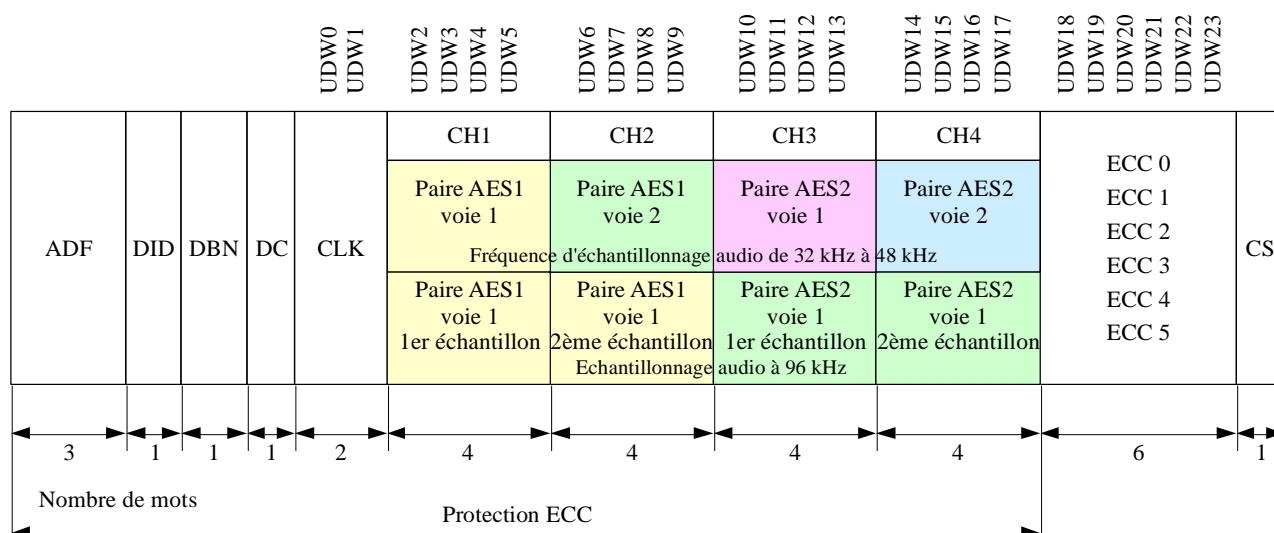 UDW0
UDW1
UDW2
UDW3
UDW4
UDW5
UDW6
UDW7
UDW8
UDW9
UDW10
UDW11
UDW12
UDW13
UDW14
UDW15
UDW16
UDW17
UDW18
UDW19
UDW20
UDW21
UDW22
UDW23
ADF
DID
DBN
DC
CLK
CH1
CH2
CH3
CH4
Paire AES1
voie 1
Paire AES1
voie 2
Paire AES2
voie 1
Paire AES2
voie 2
Fréquence d'échantillonnage audio de 32 kHz à 48 kHz
Paire AES1
voie 1
1er échantillon
Paire AES1
voie 1
2ème échantillon
Paire AES2
voie 1
1er échantillon
Paire AES2
voie 1
2ème échantillon
Echantillonnage audio à 96 kHz
ECC 0
ECC 1
ECC 2
ECC 3
ECC 4
ECC 5
CS
3
1
1
1
2
4
4
4
4
6
1
Nombre de mots
Protection ECC